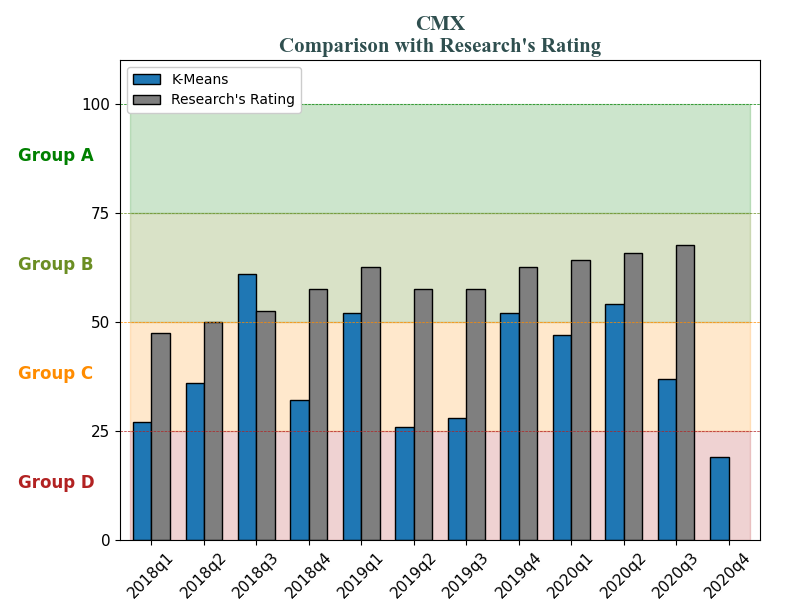 CMX
Comparison with Research's Rating
K-Means
Research's Rating
100
Group A
75
Group B
50
Group C
25
Group D
0
2018q1
2018q2
2018q3
2018q4
2019q1
2019q2
2019q3
2019q4
2020q1
2020q2
2020q3
2020q4